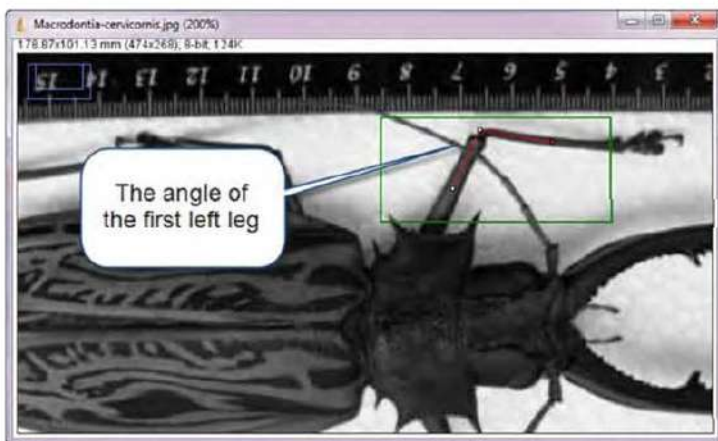 Macrodontia-cervicornis.jpg (200%)
178.87x101.13 mm (474x268); 8-bit; 124K
15 14 13 12 11 10 9 8 7 6 5 4 3 2
The angle of
the first left leg